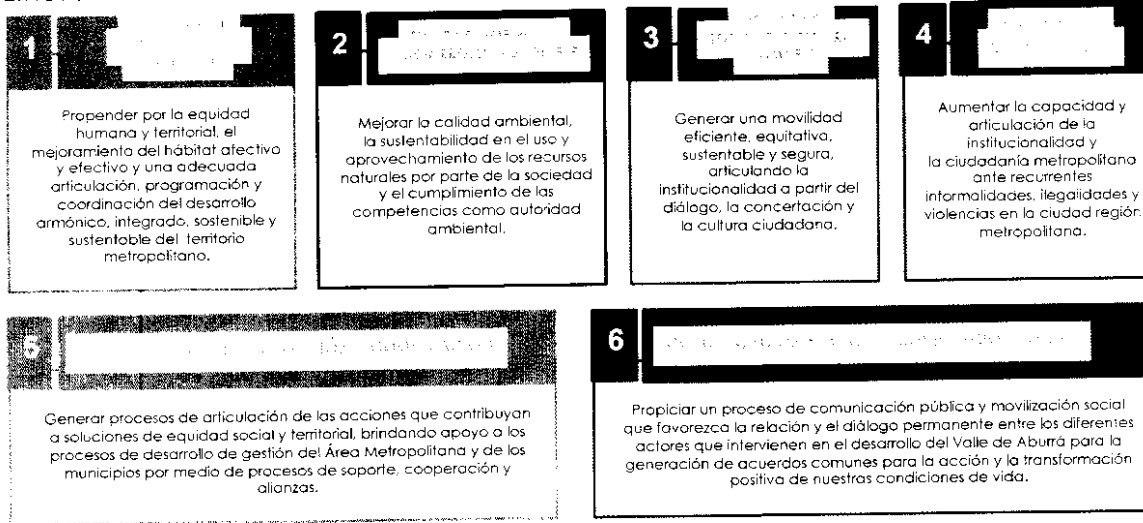 1
Propender por la equidad
humana y territorial, el
mejoramiento del hábitat afectivo
y efectivo y una adecuada
articulación, programación y
coordinación del desarrollo
armónico, integrado, sostenible y
sustentable del territorio
metropolitano.
2
Mejorar la calidad ambiental,
la sustentabilidad en el uso y
aprovechamiento de los recursos
naturales por parte de la sociedad
y el cumplimiento de las
competencias como autoridad
ambiental.
3
Generar una movilidad
eficiente, equitativa,
sustentable y segura,
articulando la
institucionalidad a partir del
diálogo, la concertación y
la cultura ciudadana.
4
Aumentar la capacidad y
articulación de la
institucionalidad y
la ciudadanía metropolitana
ante recurrentes
informalidades, ilegalidades y
violencias en la ciudad región
metropolitana.
5
Generar procesos de articulación de las acciones que contribuyan
a soluciones de equidad social y territorial, brindando apoyo a los
procesos de desarrollo de gestión del Área Metropolitana y de los
municipios por medio de procesos de soporte, cooperación y
alianzas.
6
Propiciar un proceso de comunicación pública y movilización social
que favorezca la relación y el diálogo permanente entre los diferentes
actores que intervienen en el desarrollo del Valle de Aburrá para la
generación de acuerdos comunes para la acción y la transformación
positiva de nuestras condiciones de vida.